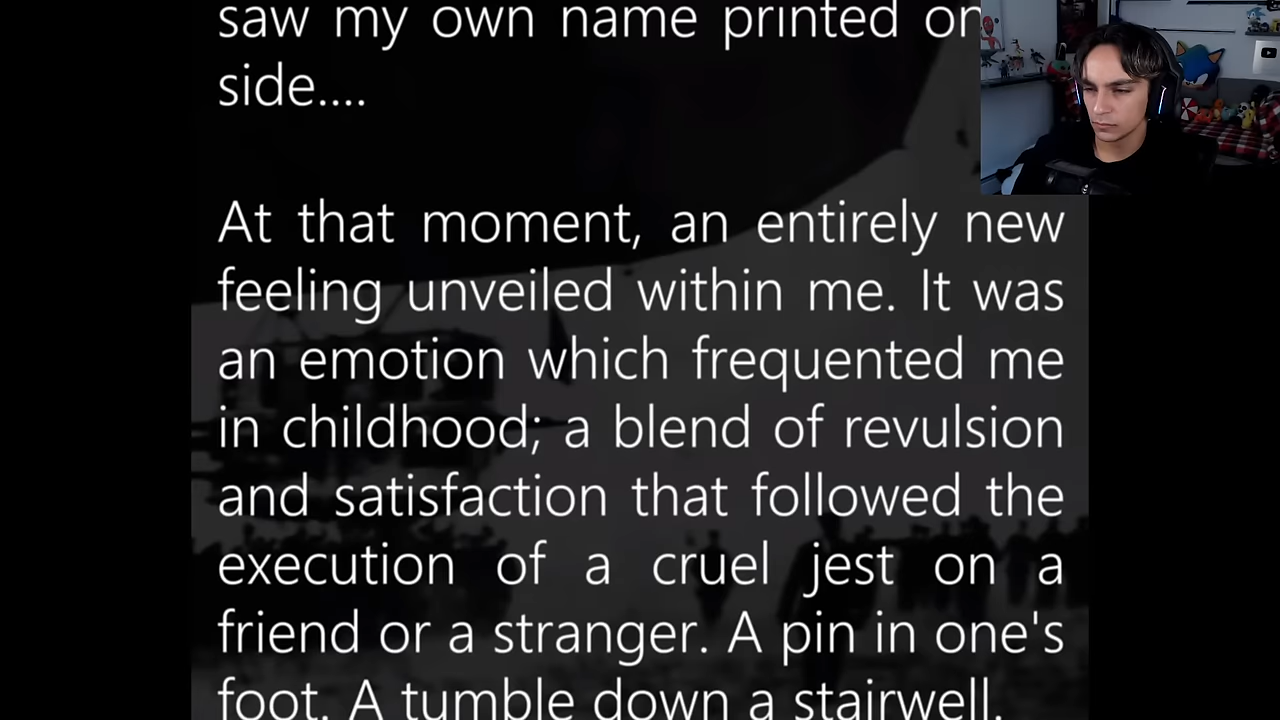 saw my own name printed on
side....
At that moment, an entirely new
feeling unveiled within me. It was
an emotion which frequented me
in childhood; a blend of revulsion
and satisfaction that followed the
execution of a cruel jest on a
friend or a stranger. A pin in one's
foot. A tumble down a stairwell.